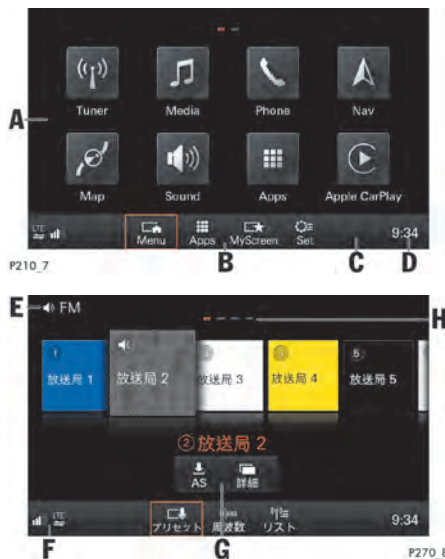 Tuner Media Phone Nav
A
Map Sound Apps Apple CarPlay
LTE
Menu Apps MyScreen Set 9:34
P210_7 B C D
E FM H
1 5
放送局 1 放送局 2 放送局 3 放送局 4 放送局 5
②放送局 2
AS 詳細
LTE プリセット 周波数 リスト 9:34
F G P270_8